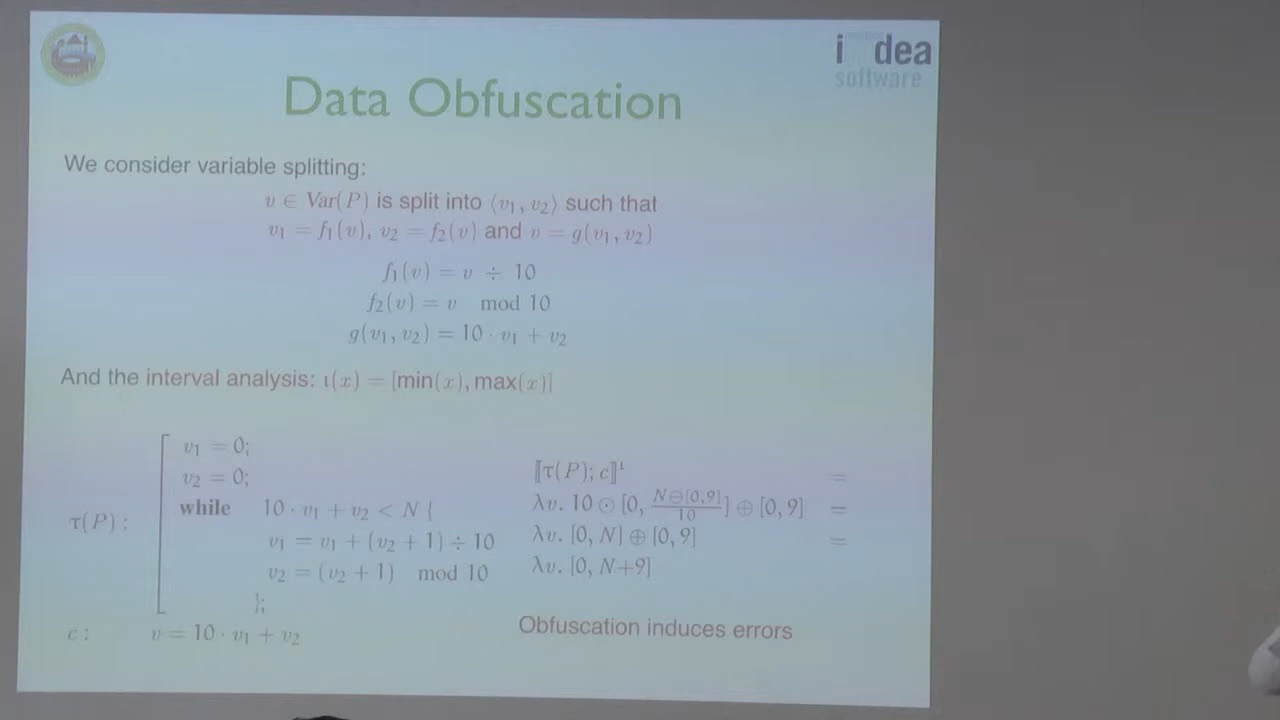 i dea
software
Data Obfuscation
We consider variable splitting:
v ∈ Var(P) is split into ⟨v₁, v₂⟩ such that
v₁ = f₁(v), v₂ = f₂(v) and v = g(v₁, v₂)
f₁(v) = v ÷ 10
f₂(v) = v mod 10
g(v₁, v₂) = 10 · v₁ + v₂
And the interval analysis: ι(x) = [min(x), max(x)]
τ(P) :
v₁ = 0;
v₂ = 0;
while 10 · v₁ + v₂ < N {
v₁ = v₁ + (v₂ + 1) ÷ 10
v₂ = (v₂ + 1) mod 10
};
c : v = 10 · v₁ + v₂
⟦τ(P); c⟧ᶥ =
λv. 10 ⊙ [0, N⊖[0,9]/10] ⊕ [0, 9] =
λv. [0, N] ⊕ [0, 9] =
λv. [0, N+9]
Obfuscation induces errors